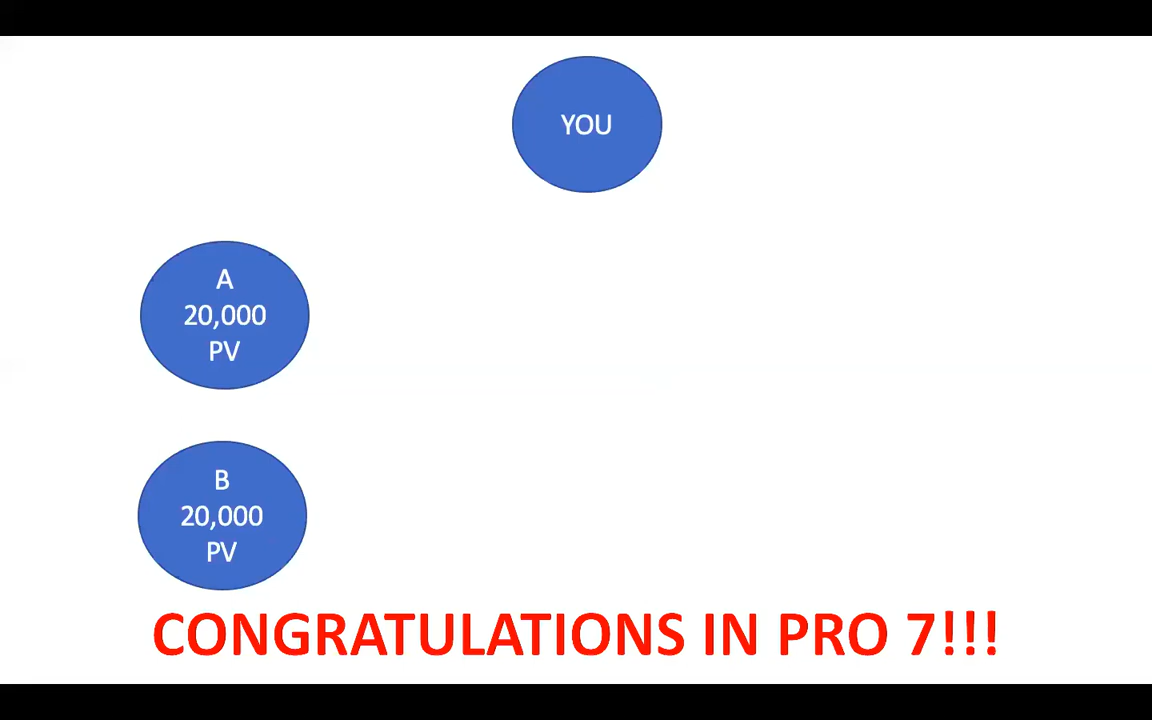 YOU
A
20,000
PV
B
20,000
PV
CONGRATULATIONS IN PRO 7!!!